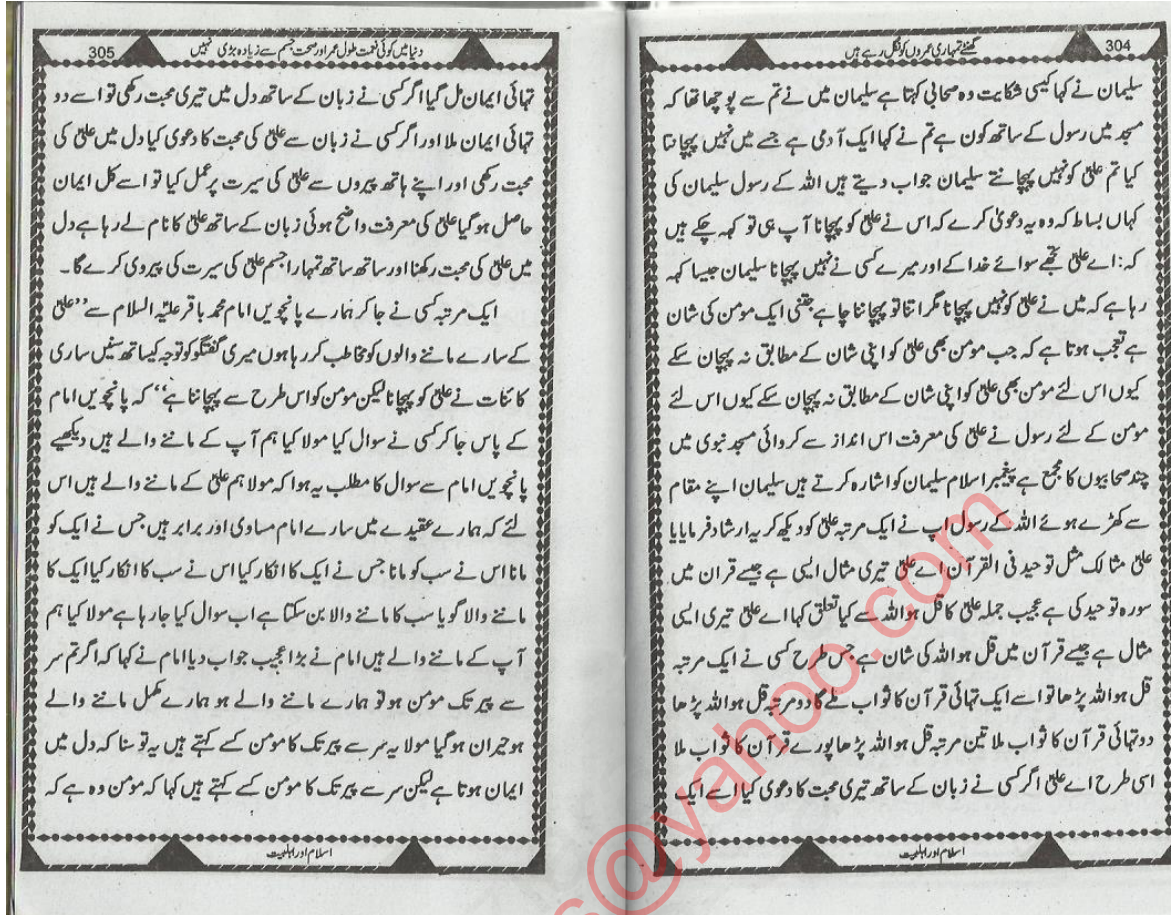 304
گھنٹے تمہاری عمروں کو نگل رہے ہیں
سلیمان نے کہا کیسی شکایت وہ صحابی کہتا ہے سلیمان میں نے تم سے پوچھا تھا کہ
مسجد میں رسول کے ساتھ کون ہے تم نے کہا ایک آدمی ہے جسے میں نہیں پہچانتا
کیا تم علیؑ کو نہیں پہچانتے سلیمان جواب دیتے ہیں اللہ کے رسول سلیمان کی
کہاں بساط کہ وہ یہ دعویٰ کرے کہ اس نے علیؑ کو پہچانا آپ ہی تو کہہ چکے ہیں
کہ: اے علیؑ تجھے سوائے خدا کے اور میرے کسی نے نہیں پہچانا سلیمان جیسا کہہ
رہا ہے کہ میں نے علیؑ کو نہیں پہچانا مگر اتنا تو پہچاننا چاہے جتنی ایک مومن کی شان
ہے تعجب ہوتا ہے کہ جب مومن بھی علیؑ کو اپنی شان کے مطابق نہ پہچان سکے
کیوں اس لئے مومن بھی علیؑ کو اپنی شان کے مطابق نہ پہچان سکے کیوں اس لئے
مومن کے لئے رسول نے علیؑ کی معرفت اس انداز سے کروائی مسجد نبوی میں
چند صحابیوں کا مجمع ہے پیغمبر اسلام سلیمان کو اشارہ کرتے ہیں سلیمان اپنے مقام
سے کھڑے ہوئے اللہ کے رسول اپ نے ایک مرتبہ علیؑ کو دیکھ کر یہ ارشاد فرمایایا
علیؑ مثالک مثل توحید فی القرآن اے علیؑ تیری مثال ایسی ہے جیسے قران میں
سورہ توحید کی ہے عجیب جملہ علیؑ کا قل ہو اللہ سے کیا تعلق کہا اے علیؑ تیری ایسی
مثال ہے جیسے قرآن میں قل ہو اللہ کی شان ہے جس طرح کسی نے ایک مرتبہ
قل ہو اللہ پڑھا تو اسے ایک تہائی قرآن کا ثواب ملے گا دو مرتبہ قل ہو اللہ پڑھا
دو تہائی قرآن کا ثواب ملا تین مرتبہ قل ہو اللہ پڑھا پورے قرآن کا ثواب ملا
اسی طرح اے علیؑ اگر کسی نے زبان کے ساتھ تیری محبت کا دعوی کیا اسے ایک
اسلام اور اہلبیت
دنیا میں کوئی نعمت طول عمر اور صحت جسم سے زیادہ بڑی نہیں
305
تہائی ایمان مل گیا اگر کسی نے زبان کے ساتھ دل میں تیری محبت رکھی تو اسے دو
تہائی ایمان ملا اور اگر کسی نے زبان سے علیؑ کی محبت کا دعوی کیا دل میں علیؑ کی
محبت رکھی اور اپنے ہاتھ پیروں سے علیؑ کی سیرت پر عمل کیا تو اسے کل ایمان
حاصل ہو گیا علیؑ کی معرفت واضح ہوئی زبان کے ساتھ علیؑ کا نام لے رہا ہے دل
میں علیؑ کی محبت رکھنا اور ساتھ ساتھ تمہارا جسم علیؑ کی سیرت کی پیروی کرے گا۔
ایک مرتبہ کسی نے جا کر ہمارے پانچویں امام محمد باقر علیہ السلام سے ’’علیؑ
کے سارے ماننے والوں کو مخاطب کر رہا ہوں میری گفتگو کو توجہ کیساتھ سنیں ساری
کائنات نے علیؑ کو پہچانا لیکن مومن کو اس طرح سے پہچاننا ہے‘‘ کہ پانچویں امام
کے پاس جا کر کسی نے سوال کیا مولا کیا ہم آپ کے ماننے والے ہیں دیکھیے
پانچویں امام سے سوال کا مطلب یہ ہوا کہ مولا ہم علیؑ کے ماننے والے ہیں اس
لئے کہ ہمارے عقیدے میں سارے امام مساوی اور برابر ہیں جس نے ایک کو
مانا اس نے سب کو مانا جس نے ایک کا انکار کیا اس نے سب کا انکار کیا ایک کا
ماننے والا گویا سب کا ماننے والا بن سکتا ہے اب سوال کیا جا رہا ہے مولا کیا ہم
آپ کے ماننے والے ہیں امام نے بڑا عجیب جواب دیا امام نے کہا کہ اگر تم سر
سے پیر تک مومن ہو تو ہمارے ماننے والے ہو ہمارے مکمل ماننے والے
ہو حیران ہو گیا مولا یہ سر سے پیر تک کا مومن کسے کہتے ہیں یہ تو سنا کہ دل میں
ایمان ہوتا ہے لیکن سر سے پیر تک کا مومن کسے کہتے ہیں کہا کہ مومن وہ ہے کہ
اسلام اور اہلبیت
s@yahoo.com